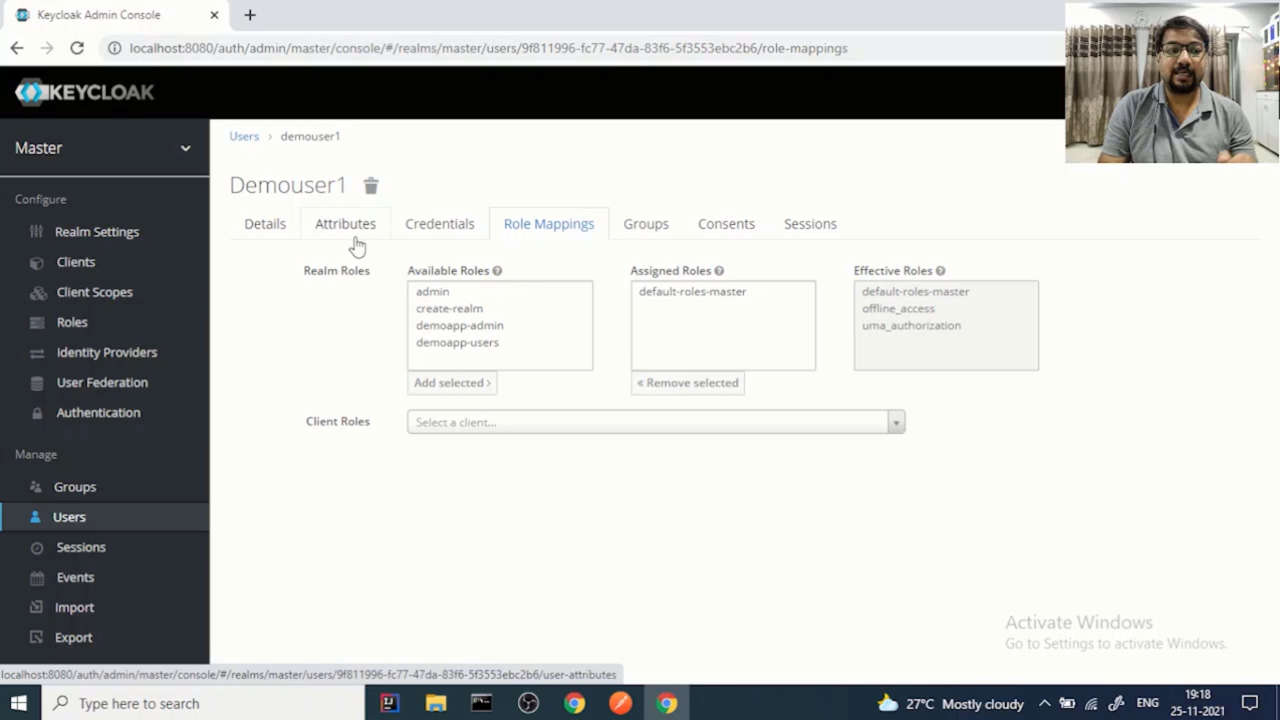 Keycloak Admin Console
localhost:8080/auth/admin/master/console/#/realms/master/users/9f811996-fc77-47da-83f6-5f3553ebc2b6/role-mappings
KEYCLOAK
Master
Configure
Realm Settings
Clients
Client Scopes
Roles
Identity Providers
User Federation
Authentication
Manage
Groups
Users
Sessions
Events
Import
Export
Users > demouser1
Demouser1
Details Attributes Credentials Role Mappings Groups Consents Sessions
Realm Roles
Available Roles
admin
create-realm
demoapp-admin
demoapp-users
Add selected >
Assigned Roles
default-roles-master
« Remove selected
Effective Roles
default-roles-master
offline_access
uma_authorization
Client Roles
Select a client...
Activate Windows
Go to Settings to activate Windows.
localhost:8080/auth/admin/master/console/#/realms/master/users/9f811996-fc77-47da-83f6-5f3553ebc2b6/user-attributes
Type here to search
27°C Mostly cloudy
ENG
19:18
25-11-2021